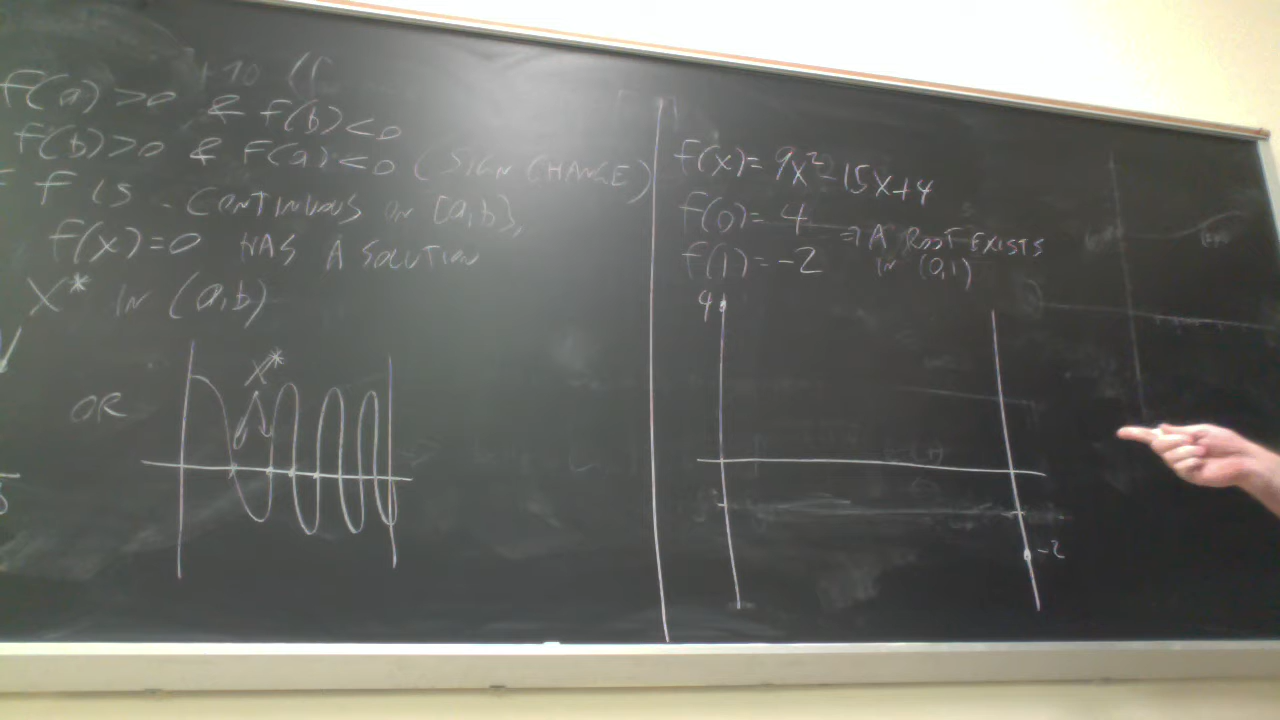 f(a)>0 & f(b)<0
f(b)>0 & f(a)<0 (SIGN CHANGE)
f IS CONTINUOUS ON [a,b],
f(x)=0 HAS A SOLUTION
X* IN (a,b)
OR
X*
f(x)=9x²-15x+4
f(0)=4
f(1)=-2
⇒ A ROOT EXISTS
IN (0,1)
4
-2